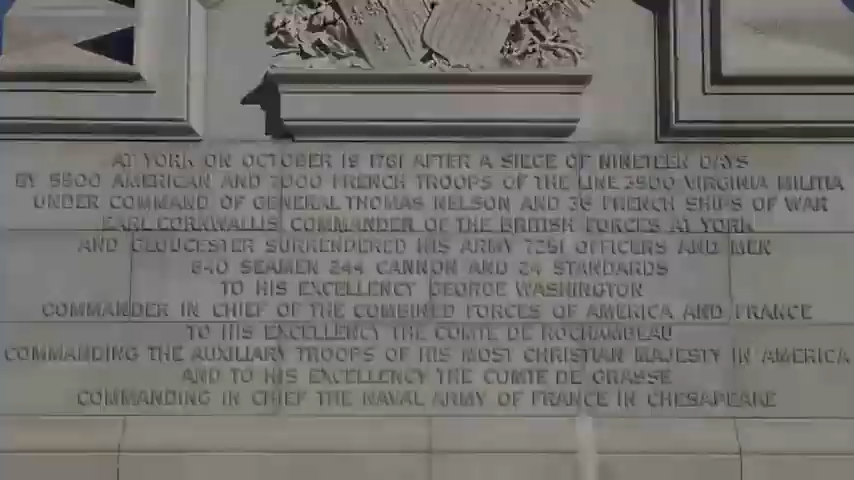 AT YORK ON OCTOBER 19 1781 AFTER A SIEGE OF NINETEEN DAYS
BY 5500 AMERICAN AND 7000 FRENCH TROOPS OF THE LINE 3500 VIRGINIA MILITIA
UNDER COMMAND OF GENERAL THOMAS NELSON AND 36 FRENCH SHIPS OF WAR
EARL CORNWALLIS COMMANDER OF THE BRITISH FORCES AT YORK
AND GLOUCESTER SURRENDERED HIS ARMY 7251 OFFICERS AND MEN
840 SEAMEN 244 CANNON AND 24 STANDARDS
TO HIS EXCELLENCY GEORGE WASHINGTON
COMMANDER IN CHIEF OF THE COMBINED FORCES OF AMERICA AND FRANCE
TO HIS EXCELLENCY THE COMTE DE ROCHAMBEAU
COMMANDING THE AUXILIARY TROOPS OF HIS MOST CHRISTIAN MAJESTY IN AMERICA
AND TO HIS EXCELLENCY THE COMTE DE GRASSE
COMMANDING IN CHIEF THE NAVAL ARMY OF FRANCE IN CHESAPEAKE